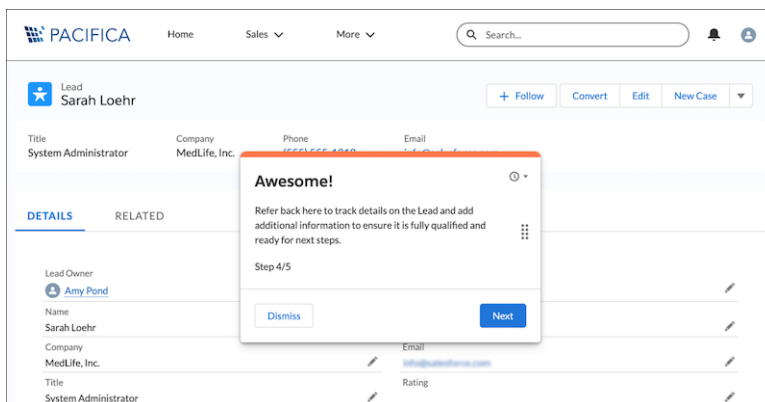 PACIFICA Home Sales More Search...
Lead
Sarah Loehr
+ Follow Convert Edit New Case
Title Company Phone Email
System Administrator MedLife, Inc.
Awesome!
Refer back here to track details on the Lead and add
additional information to ensure it is fully qualified and
ready for next steps.
Step 4/5
Dismiss Next
DETAILS RELATED
Lead Owner
Amy Pond
Name
Sarah Loehr
Company Email
MedLife, Inc. info@salesforce.com
Title Rating
System Administrator